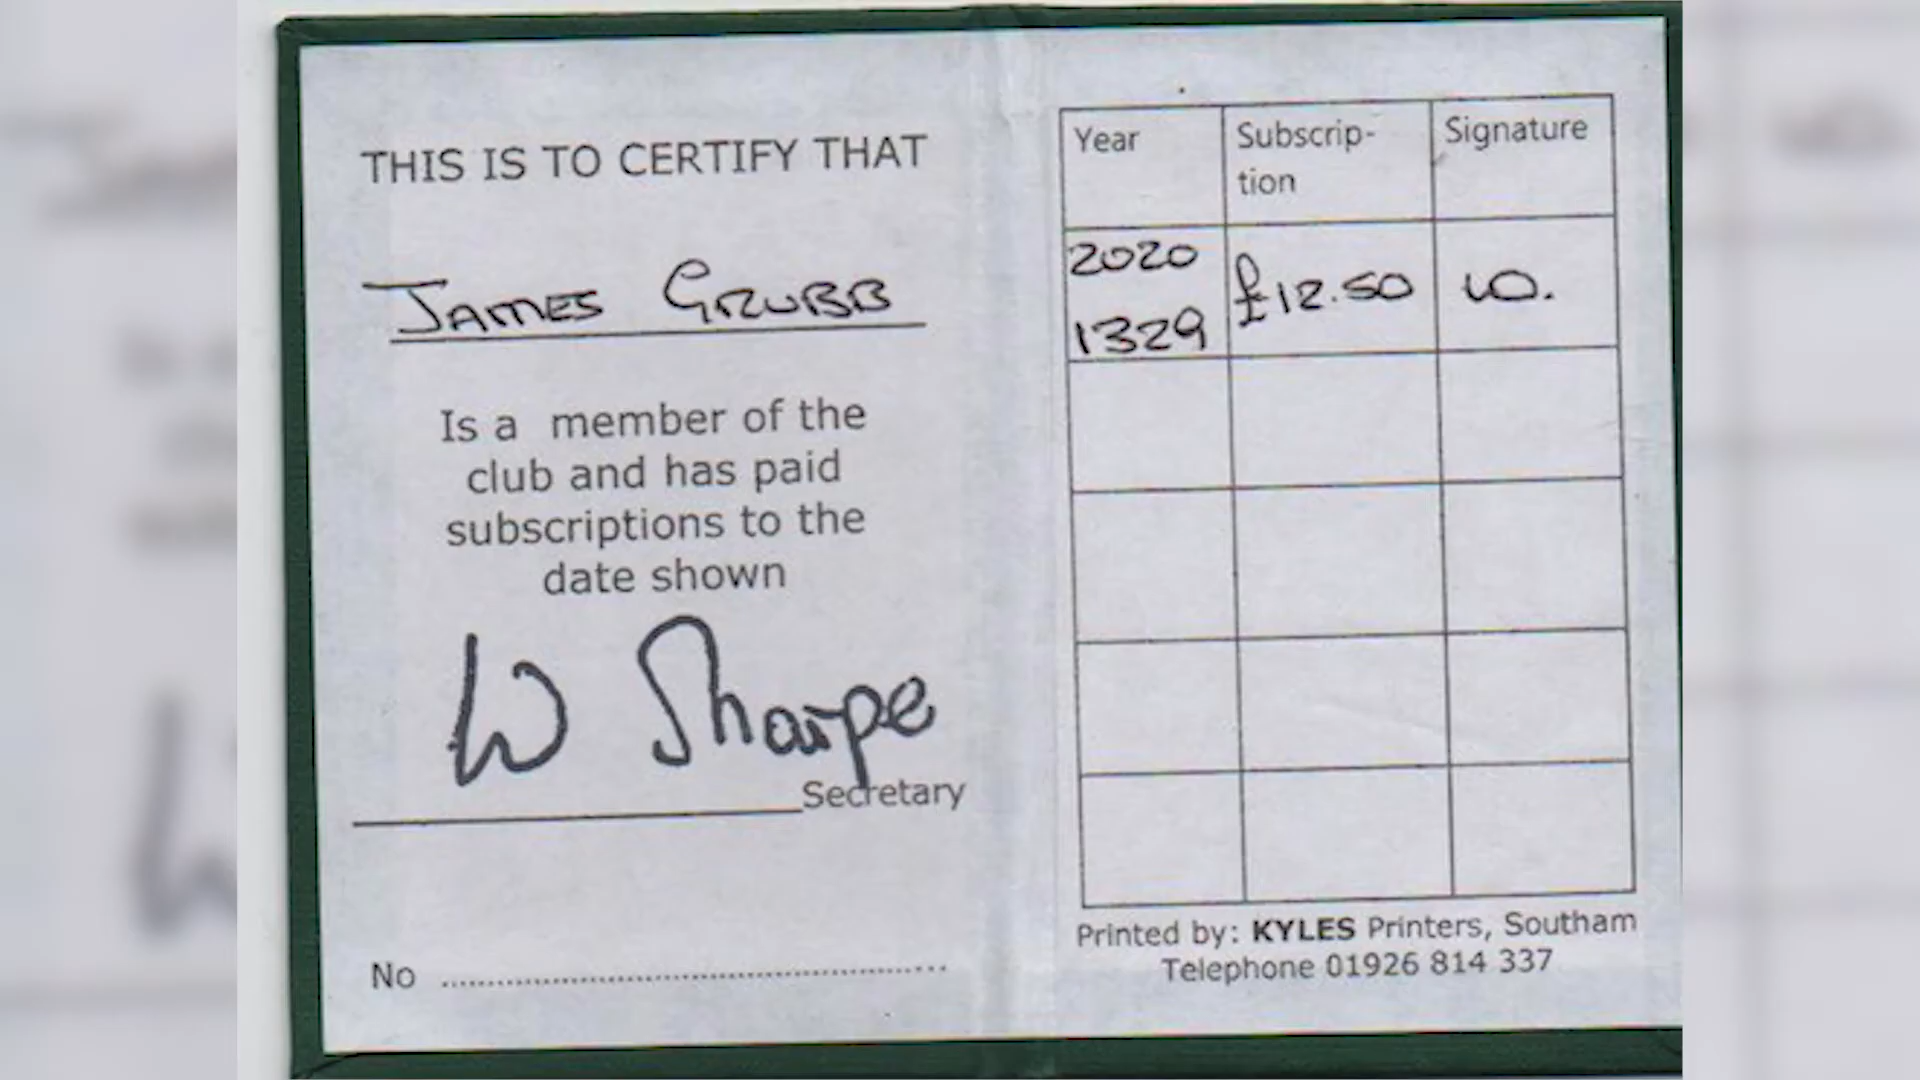 THIS IS TO CERTIFY THAT
JAMES GRUBB
Is a member of the
club and has paid
subscriptions to the
date shown
W Sharpe
Secretary
No
Year Subscrip- Signature
tion
2020 £12.50 W.
1329
Printed by: KYLES Printers, Southam
Telephone 01926 814 337